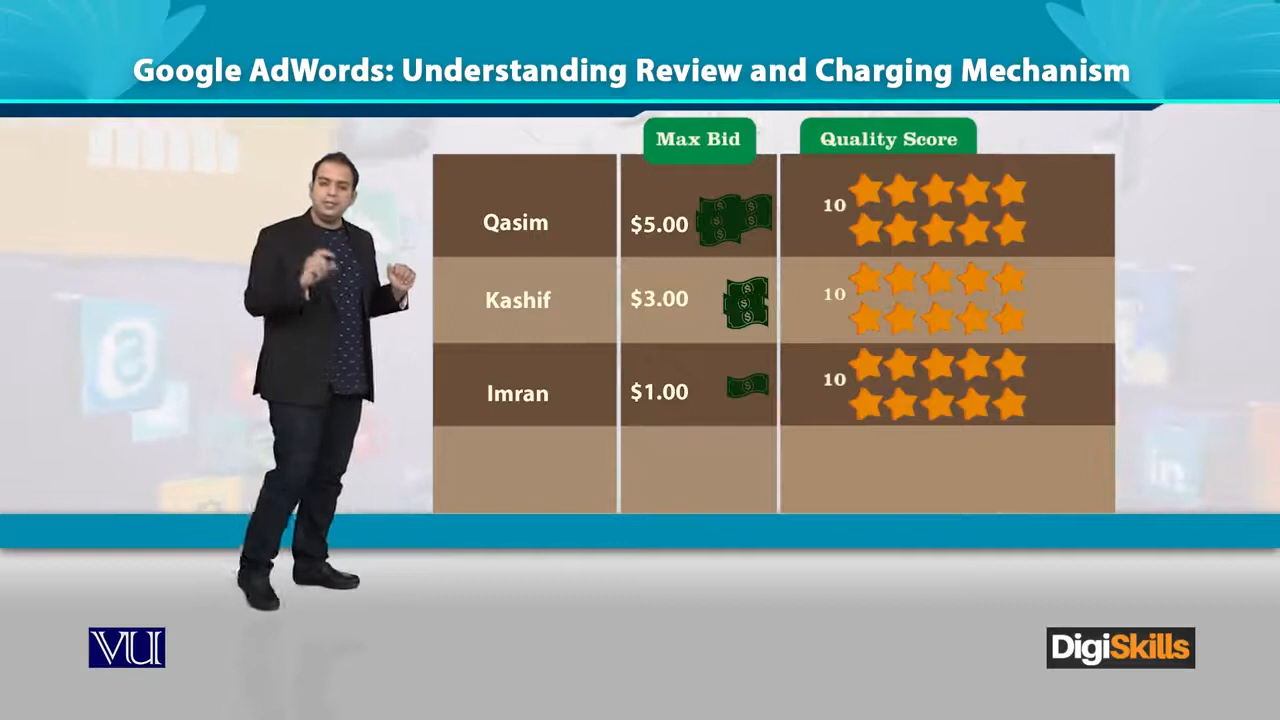 Google AdWords: Understanding Review and Charging Mechanism
Max Bid
Quality Score
Qasim
$5.00
10
Kashif
$3.00
10
Imran
$1.00
10
in
VU
DigiSkills